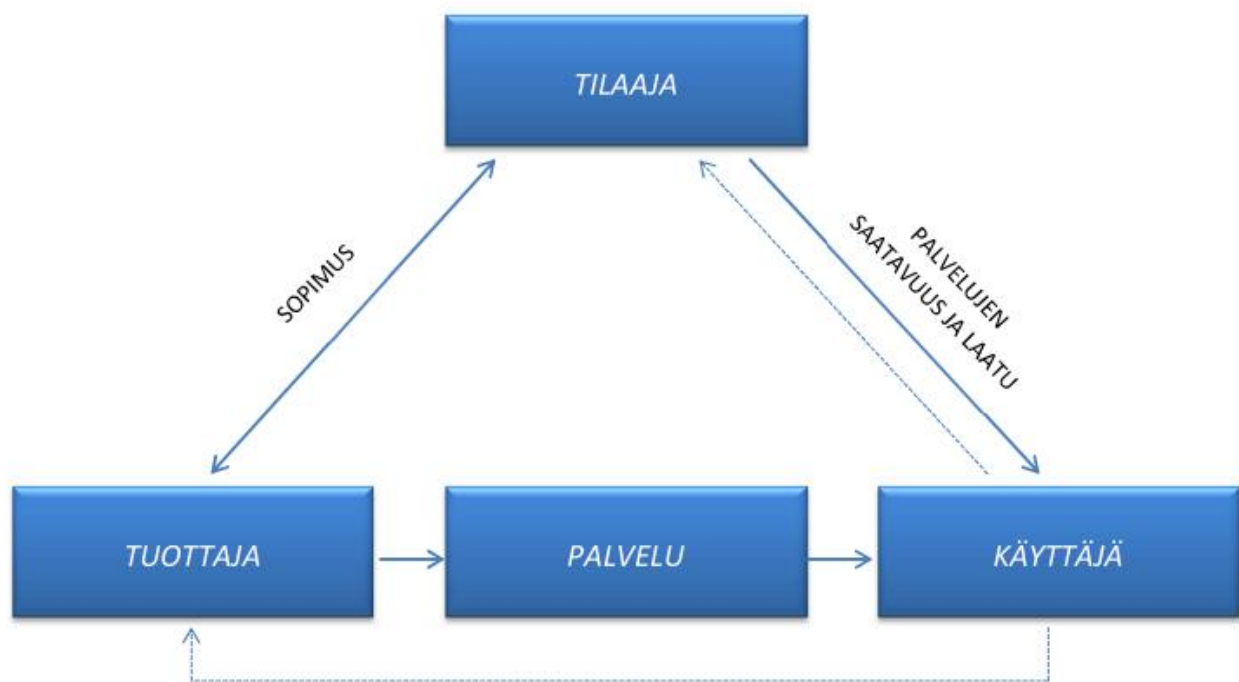 TILAAJA
SOPIMUS
PALVELUJEN
SAATAVUUS JA LAATU
TUOTTAJA
PALVELU
KÄYTTÄJÄ